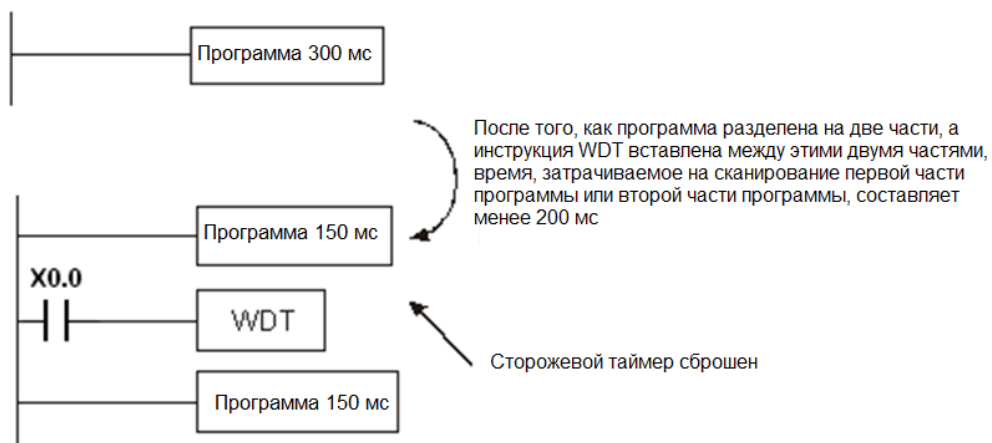 Программа 300 мс
После того, как программа разделена на две части, а
инструкция WDT вставлена между этими двумя частями,
время, затрачиваемое на сканирование первой части
программы или второй части программы, составляет
менее 200 мс
Программа 150 мс
X0.0
WDT
Сторожевой таймер сброшен
Программа 150 мс